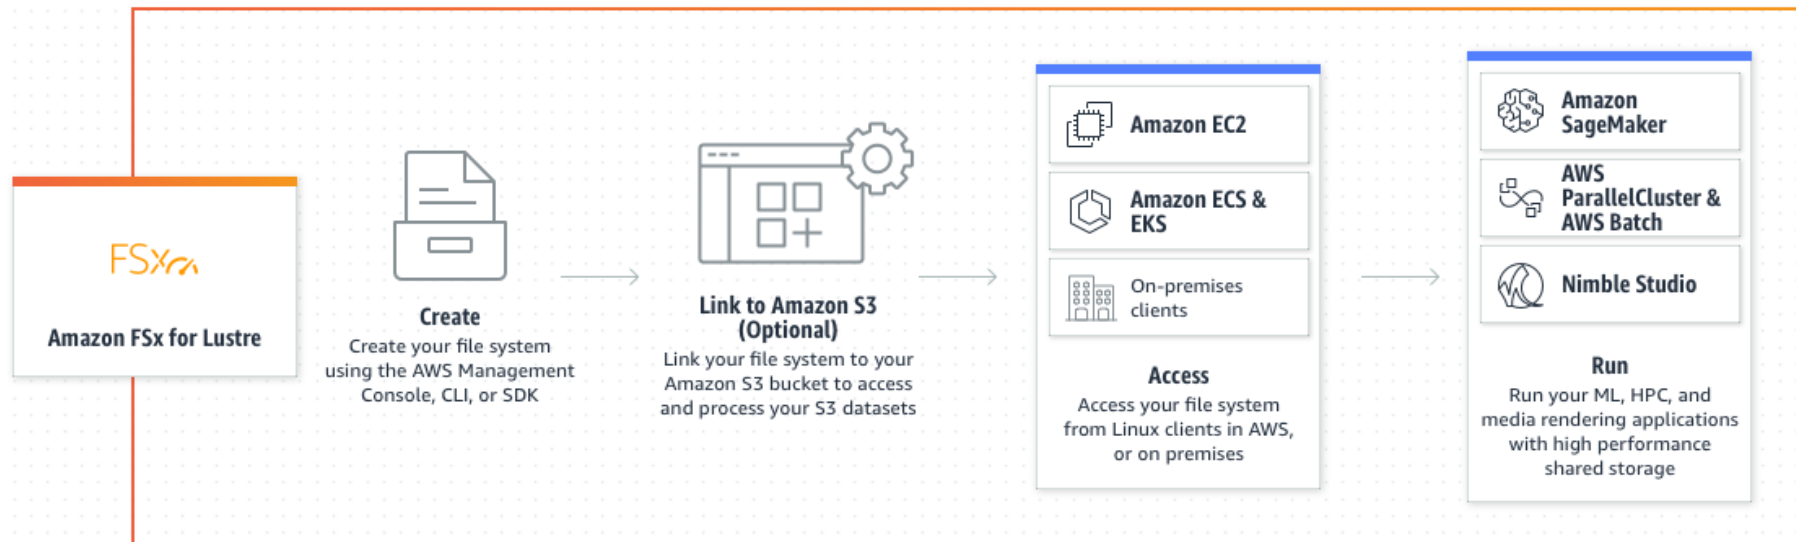 FSx
Amazon FSx for Lustre
Create
Create your file system
using the AWS Management
Console, CLI, or SDK
Link to Amazon S3
(Optional)
Link your file system to your
Amazon S3 bucket to access
and process your S3 datasets
Amazon EC2
Amazon ECS &
EKS
On-premises
clients
Access
Access your file system
from Linux clients in AWS,
or on premises
Amazon
SageMaker
AWS
ParallelCluster &
AWS Batch
Nimble Studio
Run
Run your ML, HPC, and
media rendering applications
with high performance
shared storage